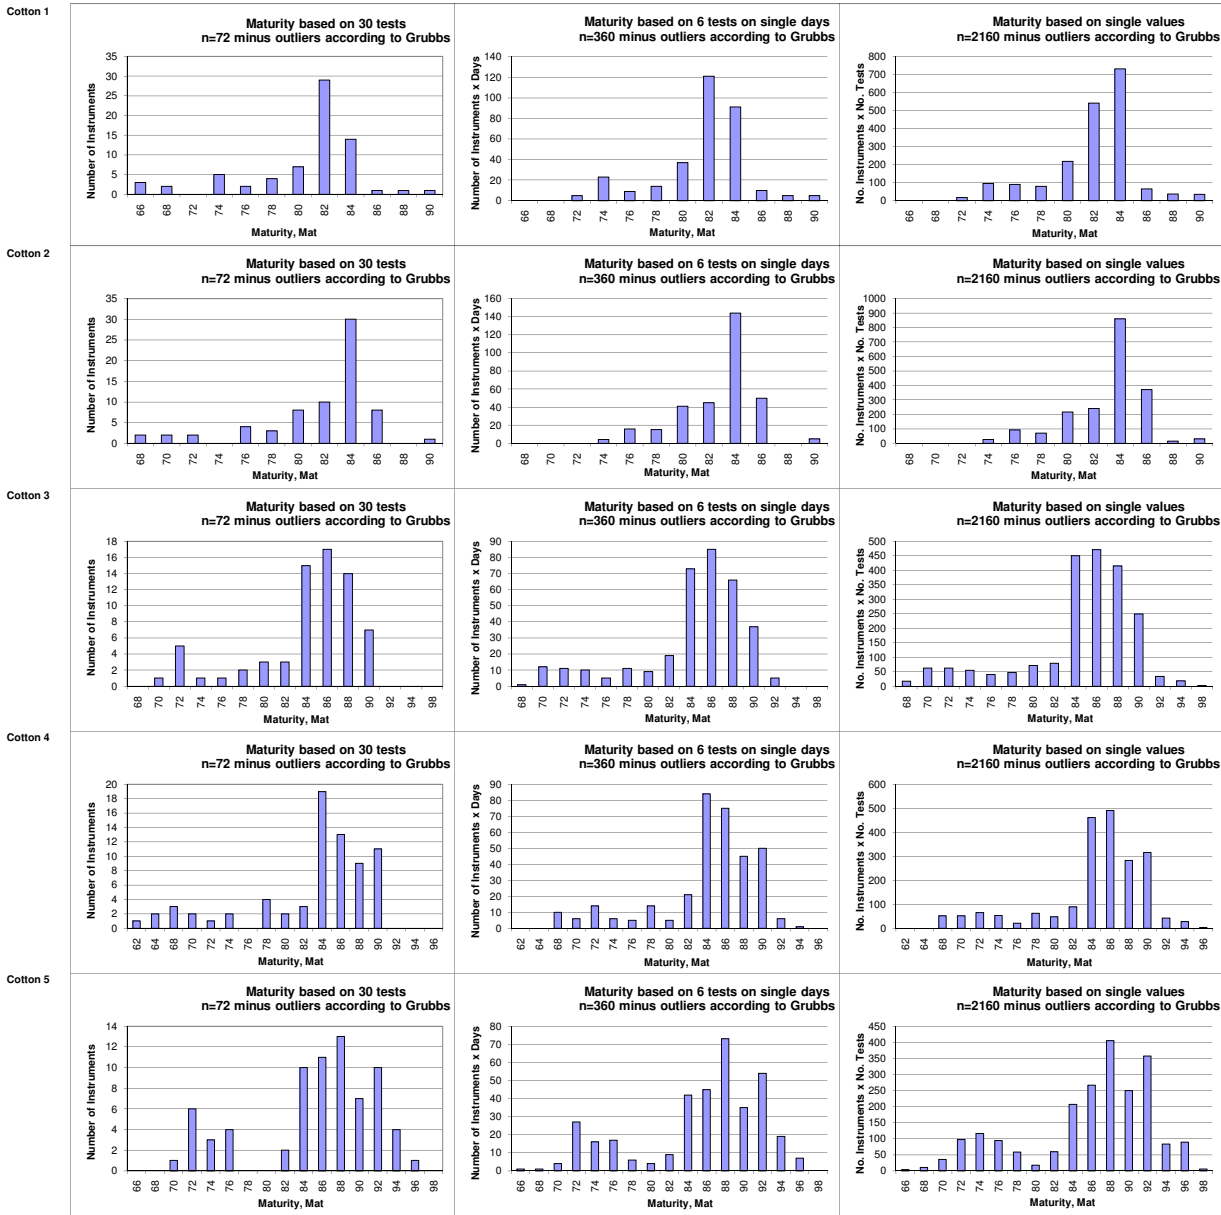 Cotton 1
Maturity based on 30 tests
n=72 minus outliers according to Grubbs
Number of Instruments
35
30
25
20
15
10
5
0
66 68 72 74 76 78 80 82 84 86 88 90
Maturity, Mat
Maturity based on 6 tests on single days
n=360 minus outliers according to Grubbs
Number of Instruments x Days
140
120
100
80
60
40
20
0
66 68 72 74 76 78 80 82 84 86 88 90
Maturity, Mat
Maturity based on single values
n=2160 minus outliers according to Grubbs
No. Instruments x No. Tests
800
700
600
500
400
300
200
100
0
66 68 72 74 76 78 80 82 84 86 88 90
Maturity, Mat
Cotton 2
Maturity based on 30 tests
n=72 minus outliers according to Grubbs
Number of Instruments
35
30
25
20
15
10
5
0
68 70 72 76 78 80 82 84 86 90
Maturity, Mat
Maturity based on 6 tests on single days
n=360 minus outliers according to Grubbs
Number of Instruments x Days
160
140
120
100
80
60
40
20
0
68 70 72 74 76 78 80 82 84 86 88 90
Maturity, Mat
Maturity based on single values
n=2160 minus outliers according to Grubbs
No. Instruments x No. Tests
1000
900
800
700
600
500
400
300
200
100
0
68 70 72 74 76 78 80 82 84 86 88 90
Maturity, Mat
Cotton 3
Maturity based on 30 tests
n=72 minus outliers according to Grubbs
Number of Instruments
18
16
14
12
10
8
6
4
2
0
68 70 72 74 76 78 80 82 84 86 88 90 92 94 98
Maturity, Mat
Maturity based on 6 tests on single days
n=360 minus outliers according to Grubbs
Number of Instruments x Days
90
80
70
60
50
40
30
20
10
0
68 70 72 74 76 78 80 82 84 86 88 90 92 94 98
Maturity, Mat
Maturity based on single values
n=2160 minus outliers according to Grubbs
No. Instruments x No. Tests
500
450
400
350
300
250
200
150
100
50
0
68 70 72 74 76 78 80 82 84 86 88 90 92 94 98
Maturity, Mat
Cotton 4
Maturity based on 30 tests
n=72 minus outliers according to Grubbs
Number of Instruments
20
18
16
14
12
10
8
6
4
2
0
62 64 68 70 72 74 76 78 80 82 84 86 88 90 92 94 96
Maturity, Mat
Maturity based on 6 tests on single days
n=360 minus outliers according to Grubbs
Number of Instruments x Days
90
80
70
60
50
40
30
20
10
0
62 64 68 70 72 74 76 78 80 82 84 86 88 90 92 94 96
Maturity, Mat
Maturity based on single values
n=2160 minus outliers according to Grubbs
No. Instruments x No. Tests
600
500
400
300
200
100
0
62 64 68 70 72 74 76 78 80 82 84 86 88 90 92 94 96
Maturity, Mat
Cotton 5
Maturity based on 30 tests
n=72 minus outliers according to Grubbs
Number of Instruments
14
12
10
8
6
4
2
0
66 68 70 72 74 76 78 80 82 84 86 88 90 92 94 96 98
Maturity, Mat
Maturity based on 6 tests on single days
n=360 minus outliers according to Grubbs
Number of Instruments x Days
80
70
60
50
40
30
20
10
0
66 68 70 72 74 76 78 80 82 84 86 88 90 92 94 96 98
Maturity, Mat
Maturity based on single values
n=2160 minus outliers according to Grubbs
No. Instruments x No. Tests
450
400
350
300
250
200
150
100
50
0
66 68 70 72 74 76 78 80 82 84 86 88 90 92 94 96 98
Maturity, Mat